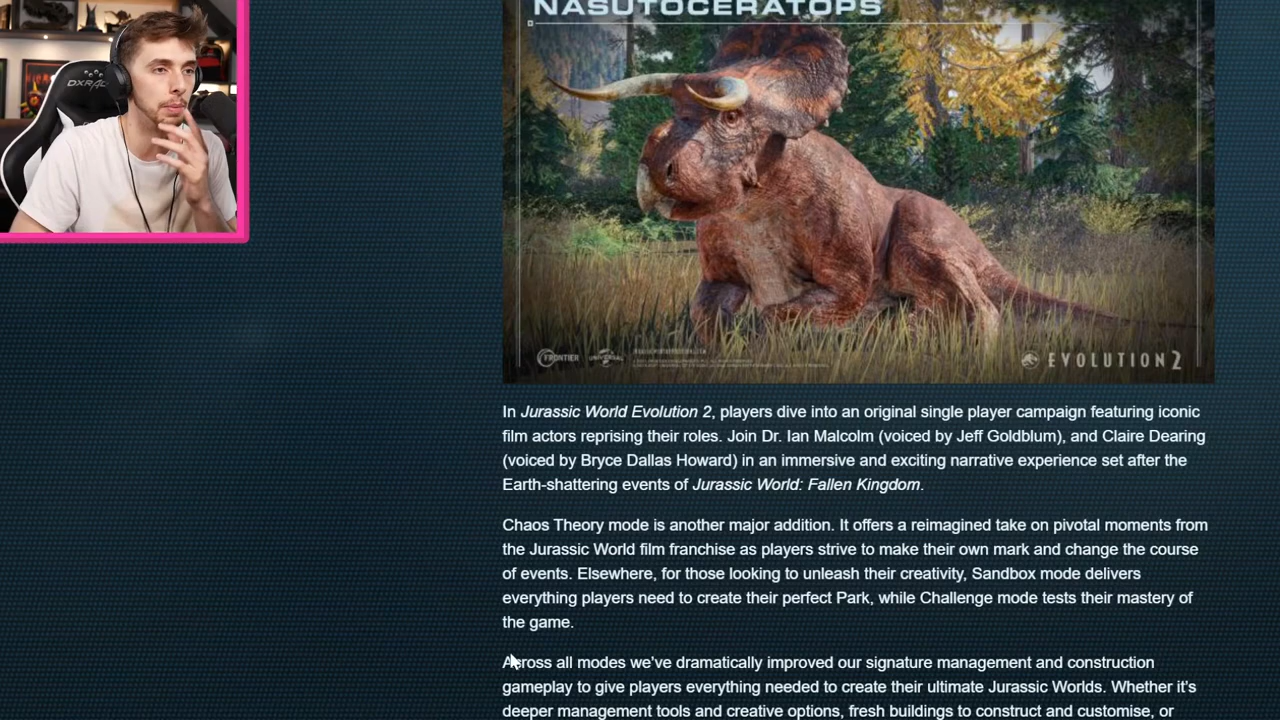 NASUTOCERATOPS
DXRAC
FRONTIER
UNIVERSAL
EVOLUTION 2
In Jurassic World Evolution 2, players dive into an original single player campaign featuring iconic
film actors reprising their roles. Join Dr. Ian Malcolm (voiced by Jeff Goldblum), and Claire Dearing
(voiced by Bryce Dallas Howard) in an immersive and exciting narrative experience set after the
Earth-shattering events of Jurassic World: Fallen Kingdom.
Chaos Theory mode is another major addition. It offers a reimagined take on pivotal moments from
the Jurassic World film franchise as players strive to make their own mark and change the course
of events. Elsewhere, for those looking to unleash their creativity, Sandbox mode delivers
everything players need to create their perfect Park, while Challenge mode tests their mastery of
the game.
Across all modes we've dramatically improved our signature management and construction
gameplay to give players everything needed to create their ultimate Jurassic Worlds. Whether it's
deeper management tools and creative options, fresh buildings to construct and customise, or